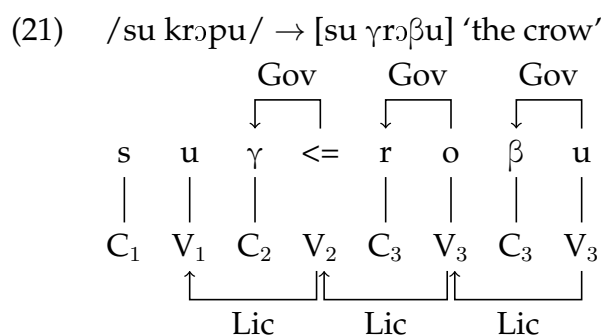 (21) /su krɔpu/ → [su γrɔβu] ‘the crow’
Gov Gov Gov
s u γ <= r o β u
C₁ V₁ C₂ V₂ C₃ V₃ C₃ V₃
Lic Lic Lic